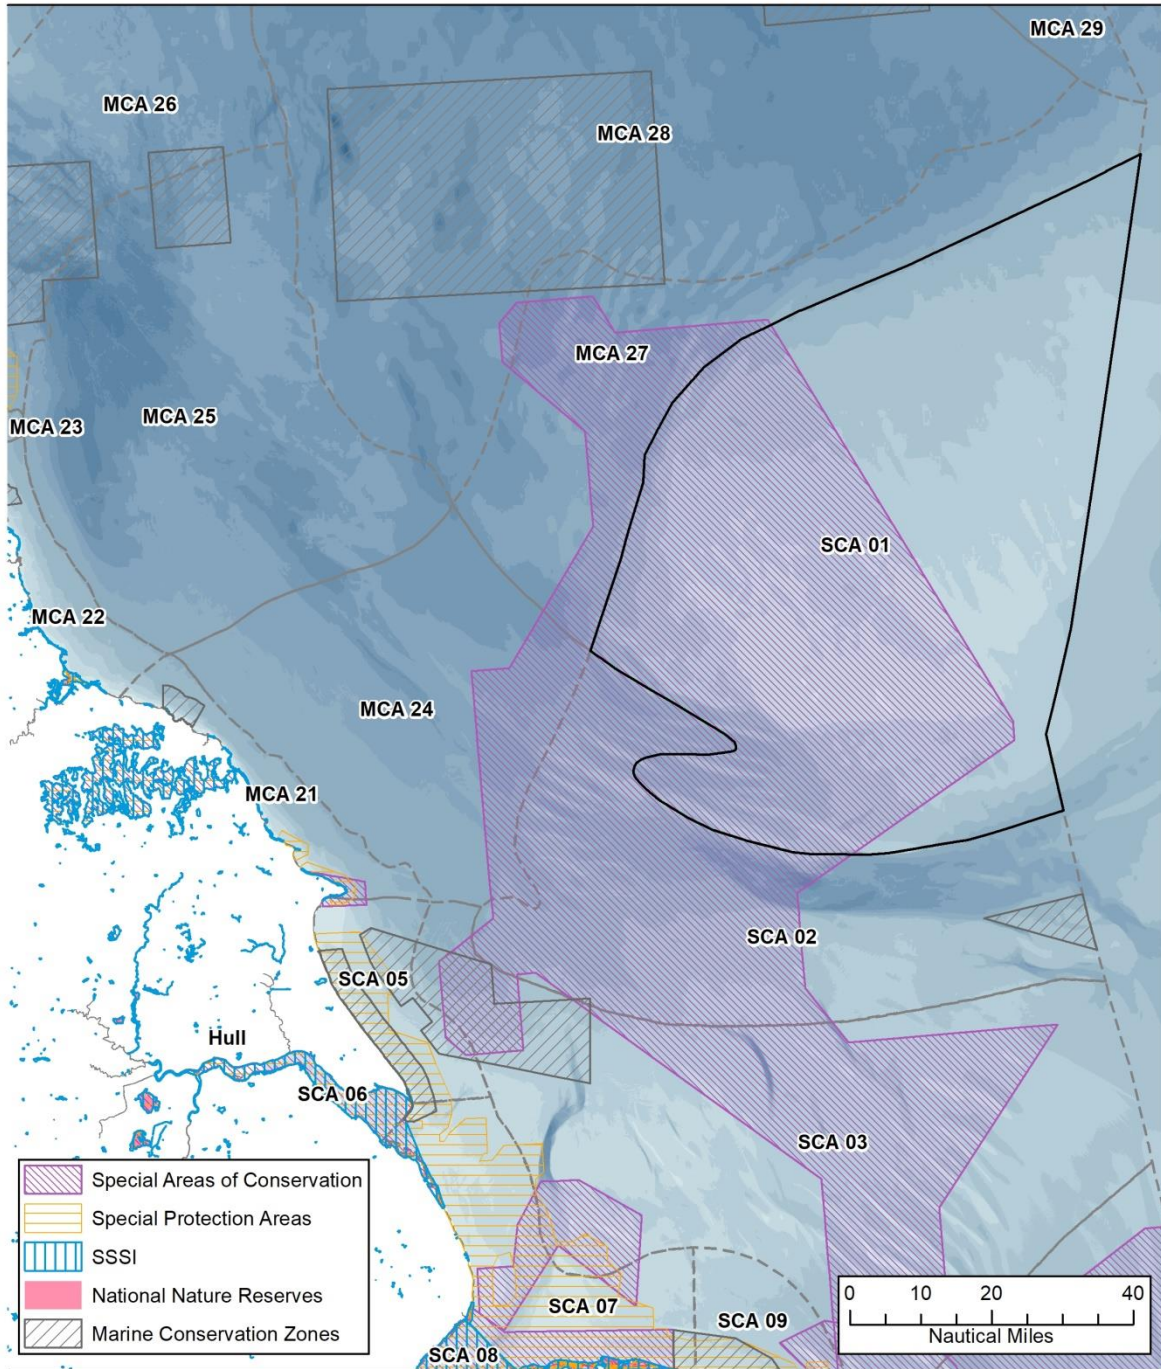 MCA 29
MCA 26
MCA 28
MCA 27
MCA 25
MCA 23
SCA 01
MCA 22
MCA 24
MCA 21
SCA 02
SCA 05
Hull
SCA 06
SCA 03
Special Areas of Conservation
Special Protection Areas
SSSI
National Nature Reserves
Marine Conservation Zones
SCA 07
SCA 09
SCA 08
0 10 20 40
Nautical Miles